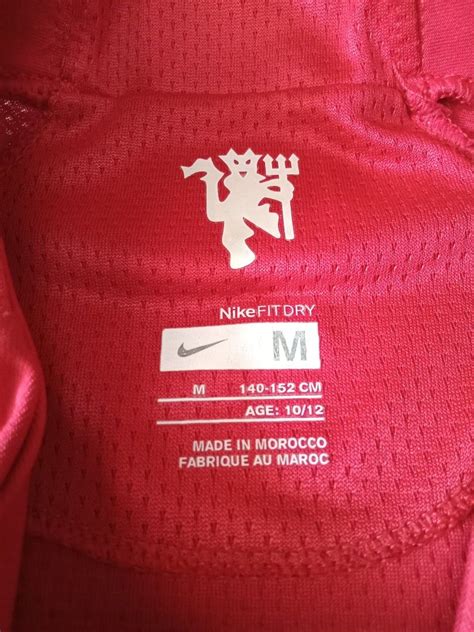 NikeFITDRY
M
M 140-152 CM
AGE: 10/12
MADE IN MOROCCO
FABRIQUE AU MAROC